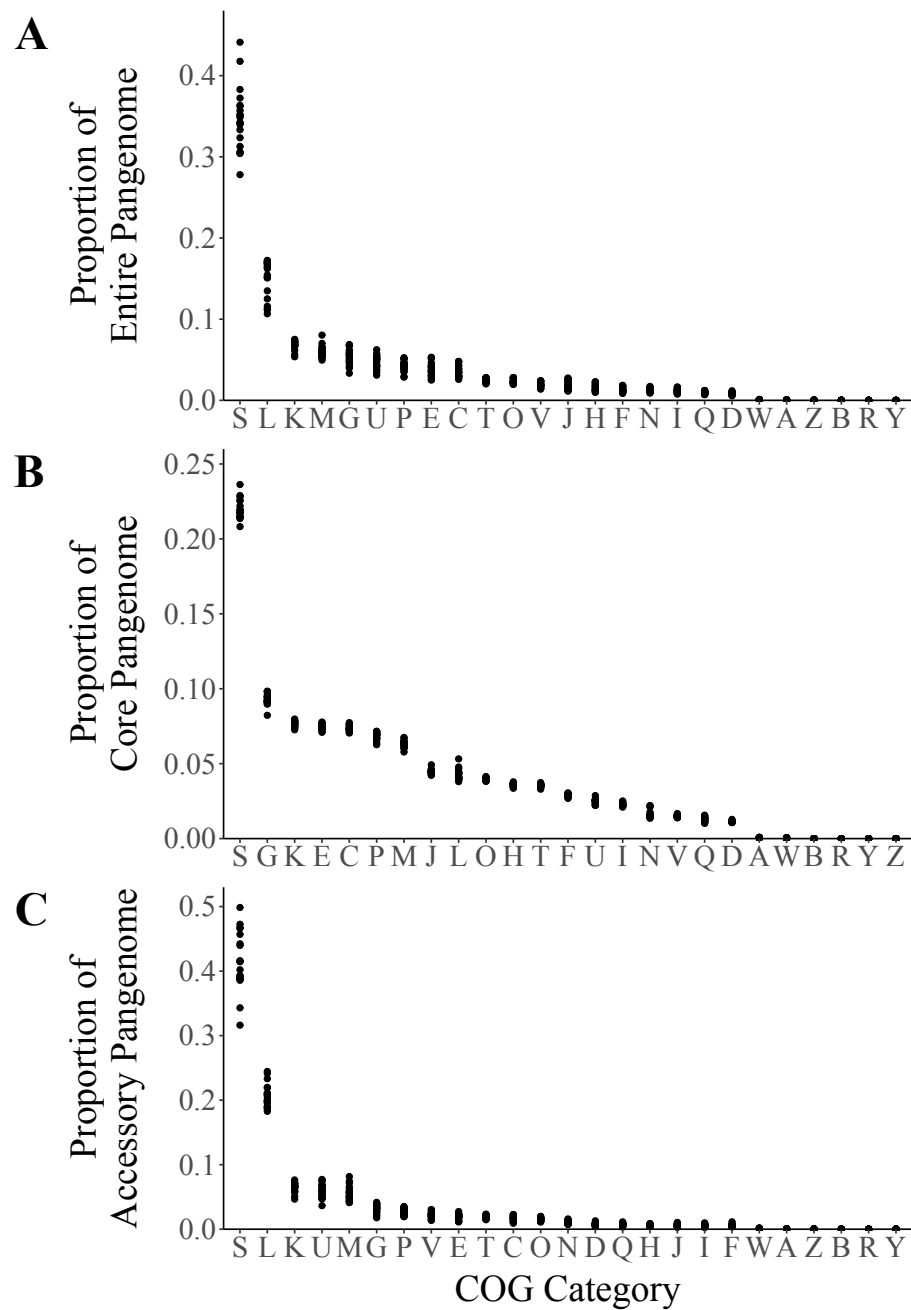 A
Proportion of
Entire Pangenome
0.4
0.3
0.2
0.1
0.0
S L K M G U P E C T O V J H F N I Q D W A Z B R Y
B
Proportion of
Core Pangenome
0.25
0.20
0.15
0.10
0.05
0.00
S G K E C P M J L O H T F U I N V Q D A W B R Y Z
C
Proportion of
Accessory Pangenome
0.5
0.4
0.3
0.2
0.1
0.0
S L K U M G P V E T C O N D Q H J I F W A Z B R Y
COG Category